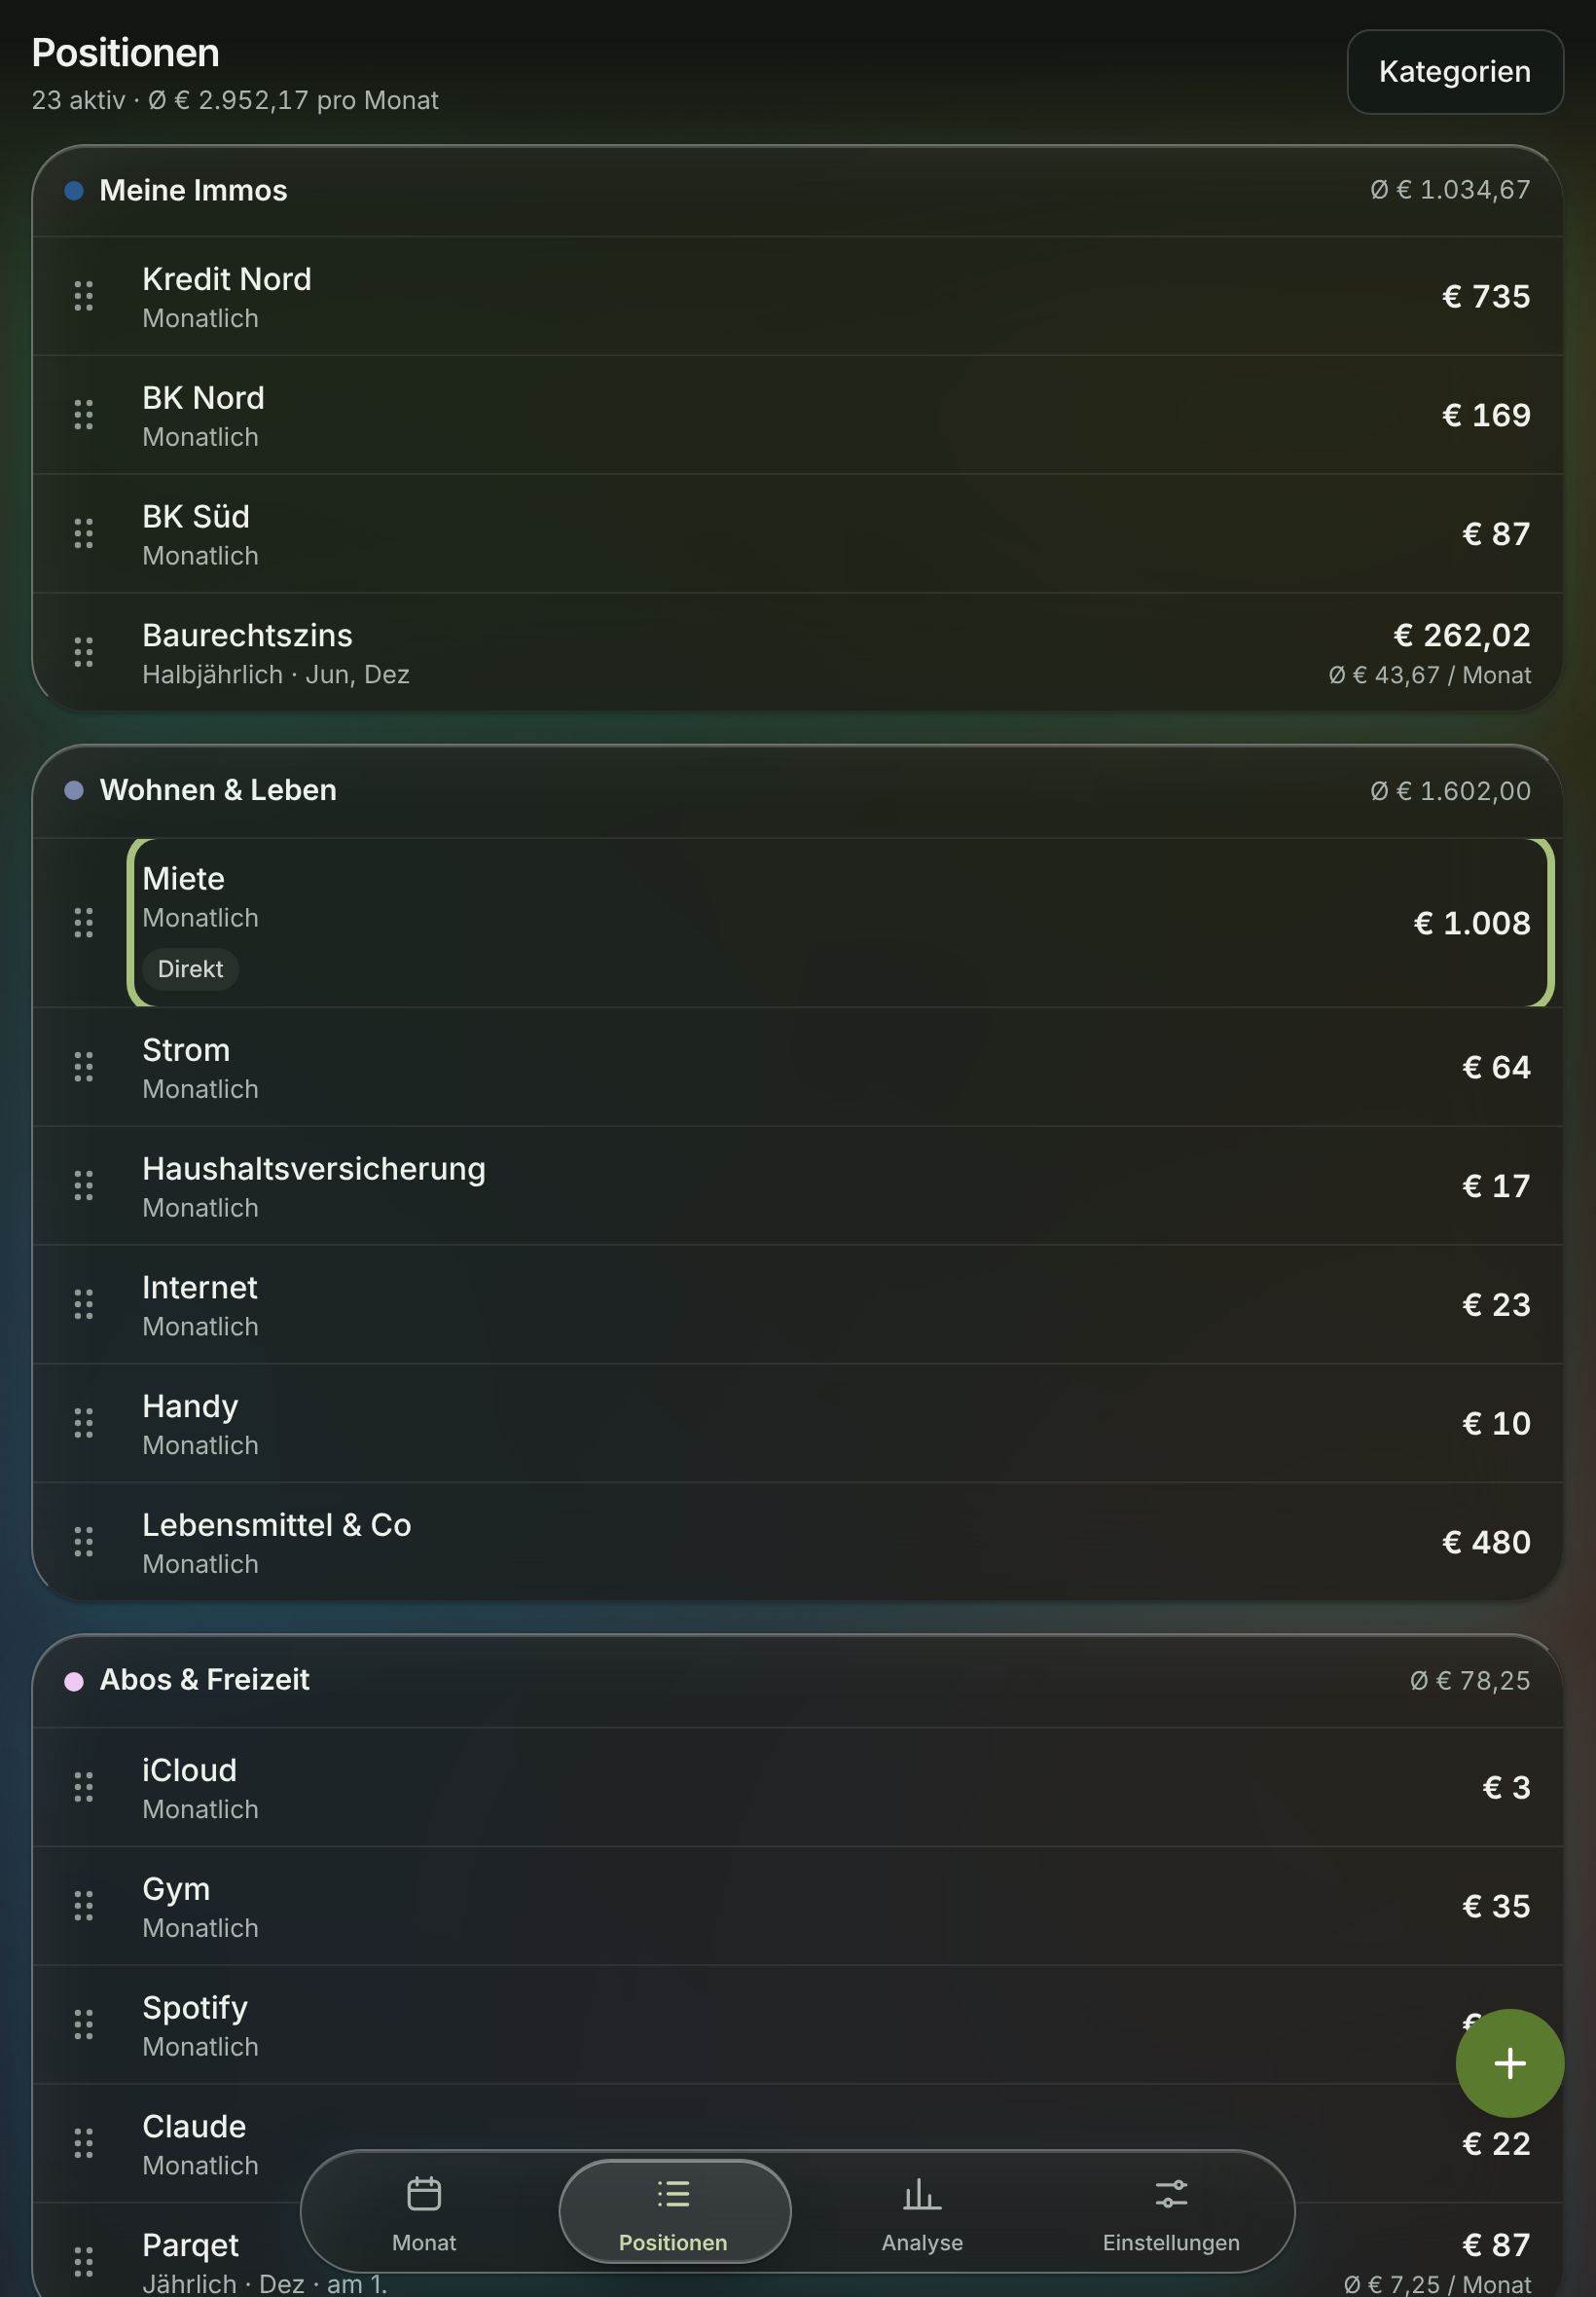 Positionen
23 aktiv · Ø € 2.952,17 pro Monat
Kategorien
Meine Immos
Ø € 1.034,67
Kredit Nord
Monatlich
€ 735
BK Nord
Monatlich
€ 169
BK Süd
Monatlich
€ 87
Baurechtszins
Halbjährlich · Jun, Dez
€ 262,02
Ø € 43,67 / Monat
Wohnen & Leben
Ø € 1.602,00
Miete
Monatlich
Direkt
€ 1.008
Strom
Monatlich
€ 64
Haushaltsversicherung
Monatlich
€ 17
Internet
Monatlich
€ 23
Handy
Monatlich
€ 10
Lebensmittel & Co
Monatlich
€ 480
Abos & Freizeit
Ø € 78,25
iCloud
Monatlich
€ 3
Gym
Monatlich
€ 35
Spotify
Monatlich
Claude
Monatlich
€ 22
Parqet
Jährlich · Dez · am 1.
€ 87
Ø € 7,25 / Monat
Monat
Positionen
Analyse
Einstellungen